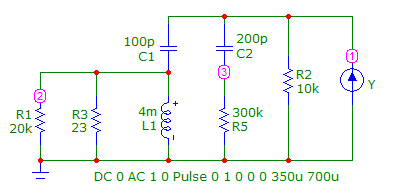 100p
C1
200p
C2
1
2
3
R1
20k
R3
23
4m
L1
+
-
300k
R5
R2
10k
Y
DC 0 AC 1 0 Pulse 0 1 0 0 0 350u 700u